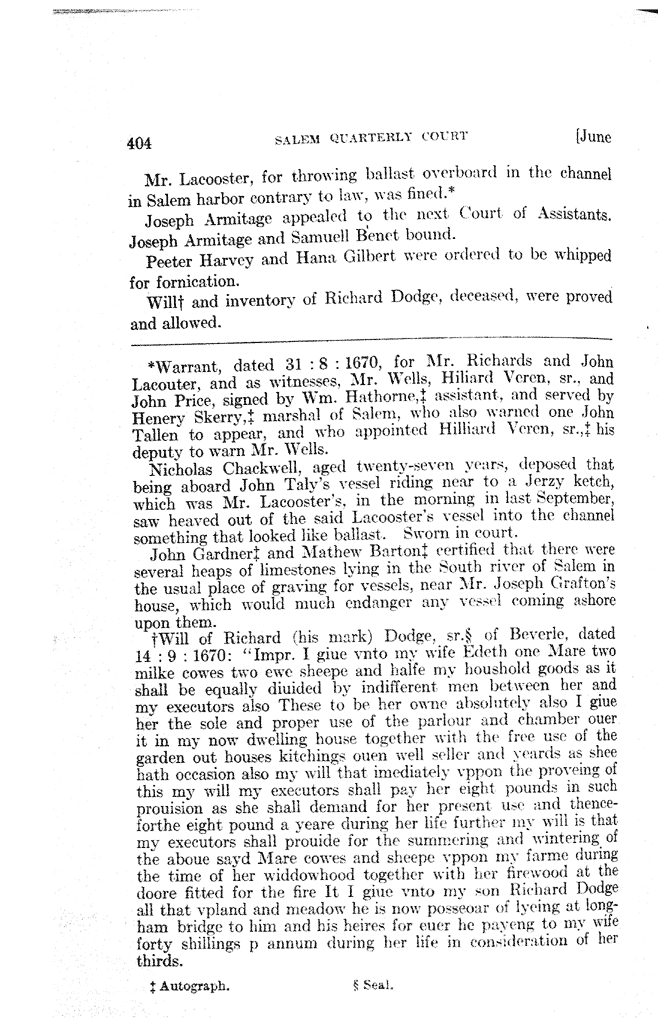 404 SALEM QUARTERLY COURT [June
Mr. Lacooster, for throwing ballast overboard in the channel
in Salem harbor contrary to law, was fined.*
Joseph Armitage appealed to the next Court of Assistants.
Joseph Armitage and Samuell Benet bound.
Peeter Harvey and Hana Gilbert were ordered to be whipped
for fornication.
Will† and inventory of Richard Dodge, deceased, were proved
and allowed.
*Warrant, dated 31 : 8 : 1670, for Mr. Richards and John
Lacouter, and as witnesses, Mr. Wells, Hiliard Veren, sr., and
John Price, signed by Wm. Hathorne,‡ assistant, and served by
Henery Skerry,‡ marshal of Salem, who also warned one John
Tallen to appear, and who appointed Hilliard Veren, sr.,‡ his
deputy to warn Mr. Wells.
Nicholas Chackwell, aged twenty-seven years, deposed that
being aboard John Taly's vessel riding near to a Jerzy ketch,
which was Mr. Lacooster's, in the morning in last September,
saw heaved out of the said Lacooster's vessel into the channel
something that looked like ballast. Sworn in court.
John Gardner‡ and Mathew Barton‡ certified that there were
several heaps of limestones lying in the South river of Salem in
the usual place of graving for vessels, near Mr. Joseph Grafton's
house, which would much endanger any vessel coming ashore
upon them.
†Will of Richard (his mark) Dodge, sr.§ of Beverle, dated
14 : 9 : 1670: "Impr. I giue vnto my wife Edeth one Mare two
milke cowes two ewe sheepe and halfe my houshold goods as it
shall be equally diuided by indifferent men between her and
my executors also These to be her owne absolutely also I giue
her the sole and proper use of the parlour and chamber ouer
it in my now dwelling house together with the free use of the
garden out houses kitchings ouen well seller and yeards as shee
hath occasion also my will that imediately vppon the proveing of
this my will my executors shall pay her eight pounds in such
prouision as she shall demand for her present use and thence-
forthe eight pound a yeare during her life further my will is that
my executors shall prouide for the summering and wintering of
the aboue sayd Mare cowes and sheepe vppon my farme during
the time of her widdowhood together with her firewood at the
doore fitted for the fire It I giue vnto my son Richard Dodge
all that vpland and meadow he is now posseoar of lyeing at long-
ham bridge to him and his heires for euer he payeng to my wife
forty shillings p annum during her life in consideration of her
thirds.
‡ Autograph. § Seal.